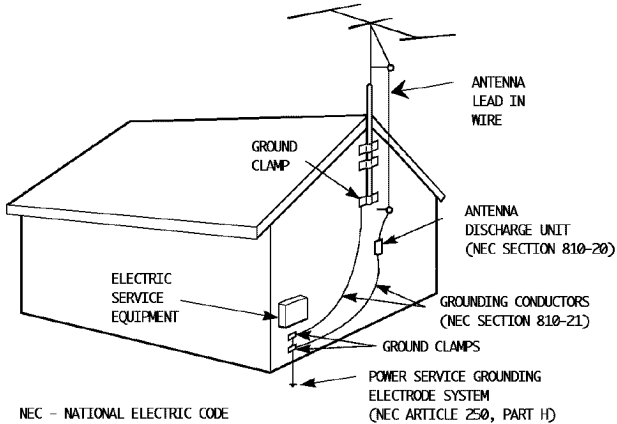 ANTENNA
LEAD IN
WIRE
GROUND
CLAMP
ANTENNA
DISCHARGE UNIT
(NEC SECTION 810-20)
ELECTRIC
SERVICE
EQUIPMENT
GROUNDING CONDUCTORS
(NEC SECTION 810-21)
GROUND CLAMPS
POWER SERVICE GROUNDING
ELECTRODE SYSTEM
(NEC ARTICLE 250, PART H)
NEC - NATIONAL ELECTRIC CODE